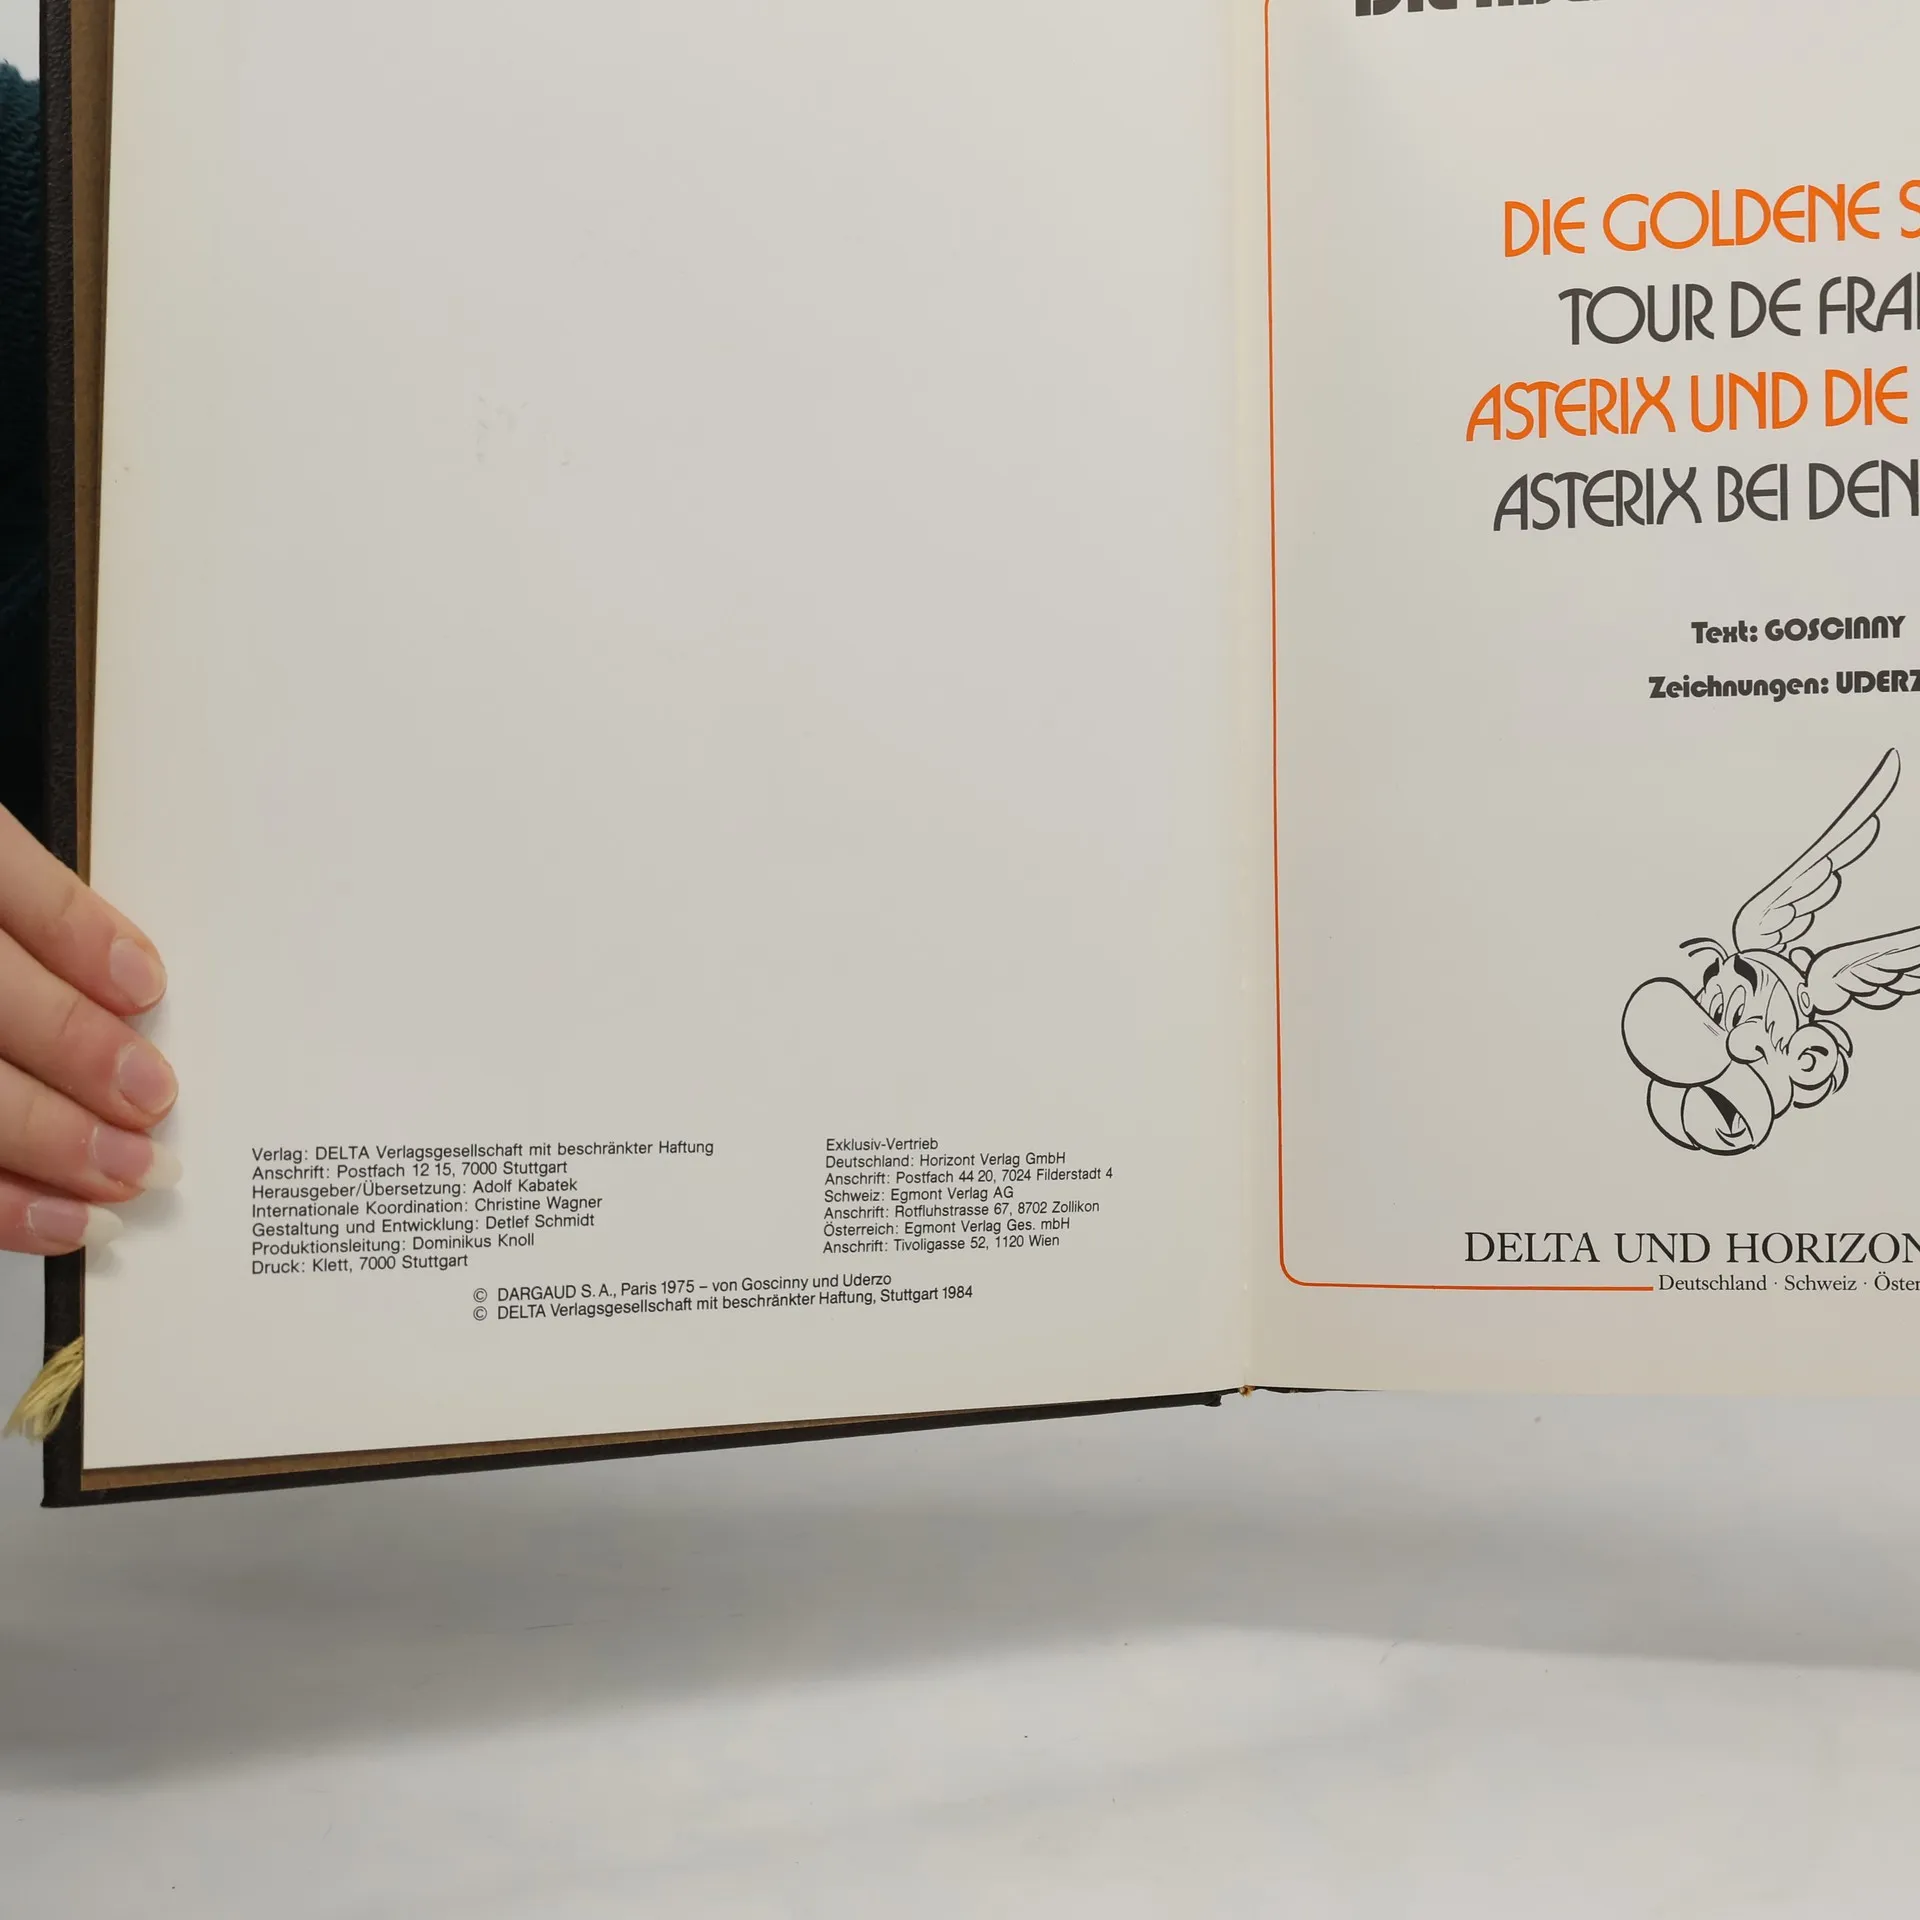 Verlag: DELTA Verlagsgesellschaft mit beschränkter Haftung
Anschrift: Postfach 12 15, 7000 Stuttgart
Herausgeber/Übersetzung: Adolf Kabatek
Internationale Koordination: Christine Wagner
Gestaltung und Entwicklung: Detlef Schmidt
Produktionsleitung: Dominikus Knoll
Druck: Klett, 7000 Stuttgart
Exklusiv-Vertrieb
Deutschland: Horizont Verlag GmbH
Anschrift: Postfach 44 20, 7024 Filderstadt 4
Schweiz: Egmont Verlag AG
Anschrift: Rotfluhstrasse 67, 8702 Zollikon
Österreich: Egmont Verlag Ges. mbH
Anschrift: Tivoligasse 52, 1120 Wien
© DARGAUD S.A., Paris 1975 – von Goscinny und Uderzo
© DELTA Verlagsgesellschaft mit beschränkter Haftung, Stuttgart 1984
DIE GOLDENE
TOUR DE
ASTERIX UND DIE
ASTERIX BEI DEN
Text: GOSCINNY
Zeichnungen:
DELTA UND
Deutschland · Schweiz ·